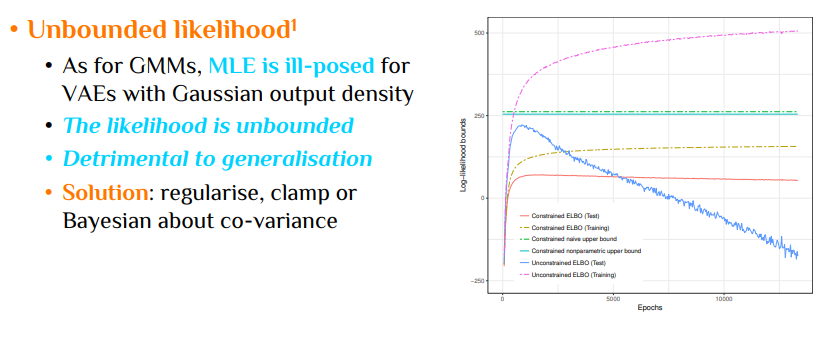 • Unbounded likelihood¹
• As for GMMs, MLE is ill-posed for
VAEs with Gaussian output density
• The likelihood is unbounded
• Detrimental to generalisation
• Solution: regularise, clamp or
Bayesian about co-variance
Log-likelihood bounds
500
250
0
−250
Constrained ELBO (Test)
Constrained ELBO (Training)
Constrained naive upper bound
Constrained nonparametric upper bound
Unconstrained ELBO (Test)
Unconstrained ELBO (Training)
0
5000
10000
Epochs